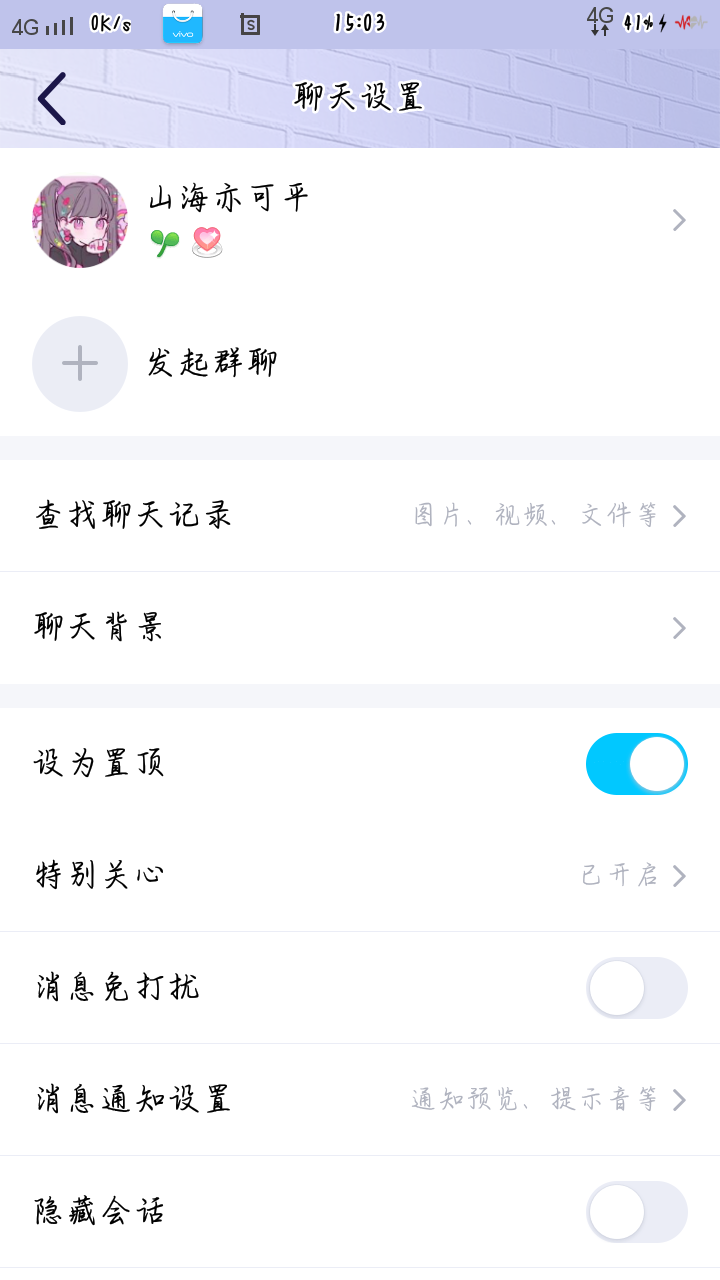 4G 0K/s vivo S 15:03 4G 41%
聊天设置
山海亦可平
发起群聊
查找聊天记录 图片、视频、文件等
聊天背景
设为置顶
特别关心 已开启
消息免打扰
消息通知设置 通知预览、提示音等
隐藏会话